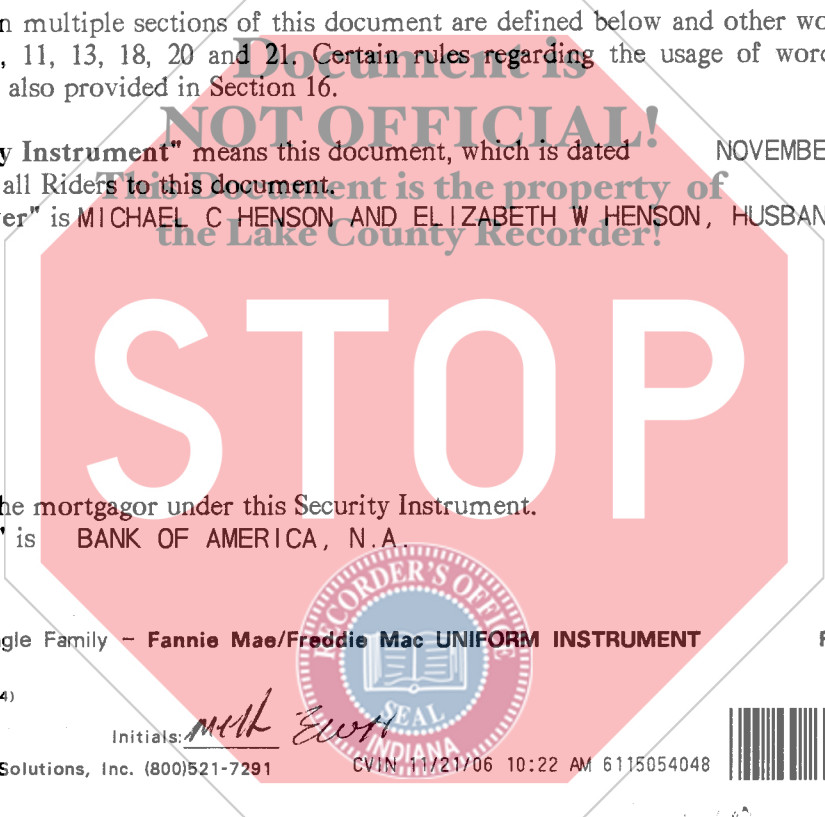 n multiple sections of this document are defined below and other wo
, 11, 13, 18, 20 and 21. Certain rules regarding the usage of word
also provided in Section 16.
Document is
NOT OFFICIAL!
This Document is the property of
the Lake County Recorder!
y Instrument" means this document, which is dated NOVEMBE
all Riders to this document.
er" is MICHAEL C HENSON AND ELIZABETH W HENSON, HUSBAN
STOP
he mortgagor under this Security Instrument.
" is BANK OF AMERICA, N.A.
RECORDER'S OFFICE
SEAL
INDIANA
gle Family - Fannie Mae/Freddie Mac UNIFORM INSTRUMENT F
4)
Initials: MCH EWH
Solutions, Inc. (800)521-7291 CVIN 11/21/06 10:22 AM 6115054048